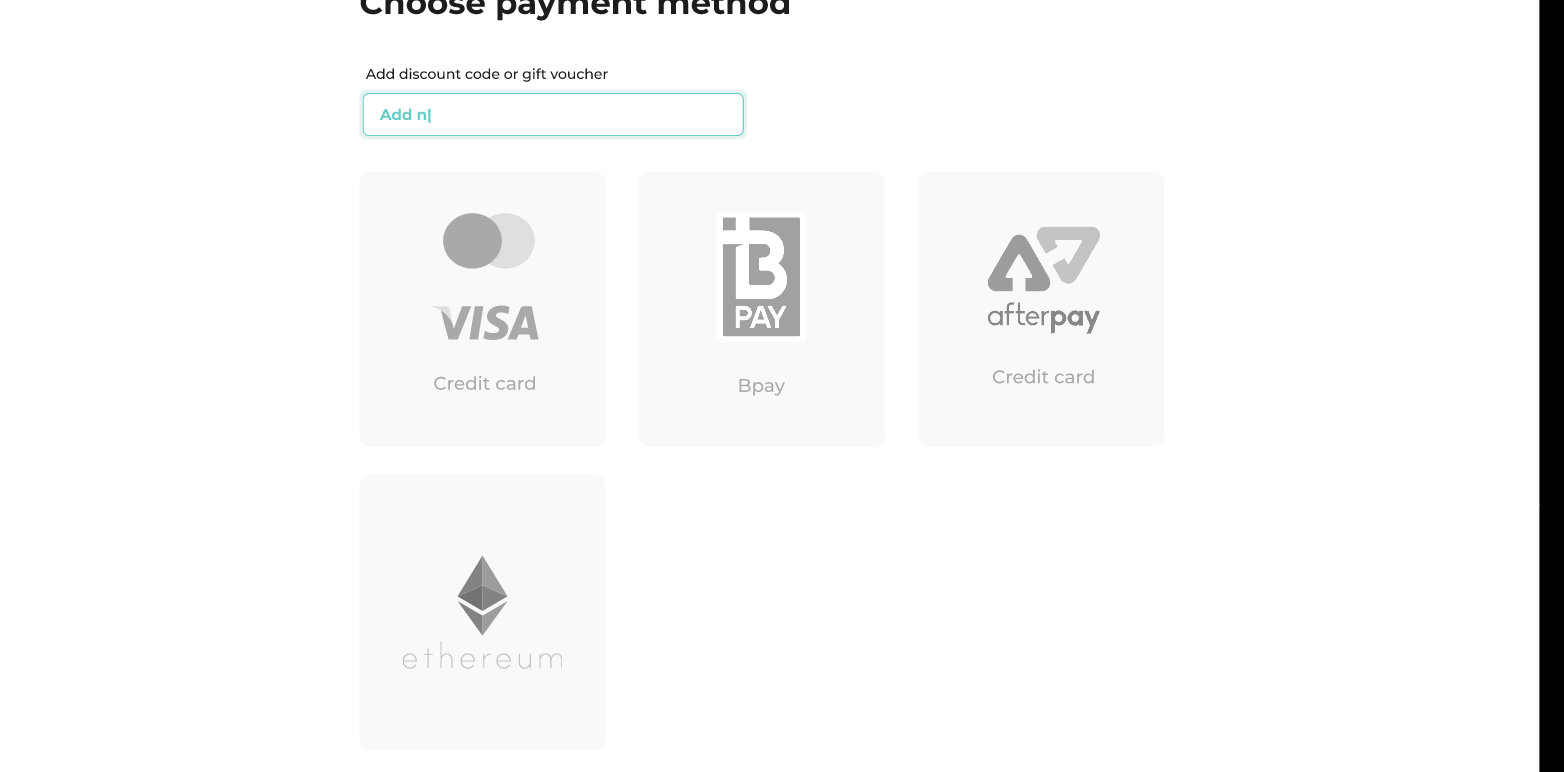 Choose payment method
Add discount code or gift voucher
Add n
VISA
Credit card
B
PAY
Bpay
afterpay
Credit card
ethereum